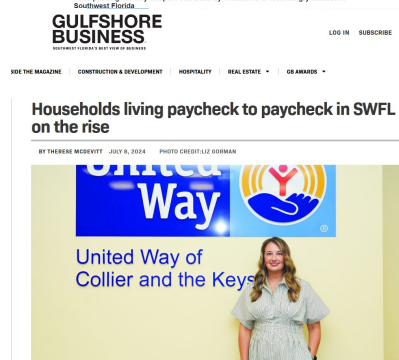 Southwest Florida
GULFSHORE
BUSINESS
SOUTHWEST FLORIDA'S BEST VIEW OF BUSINESS
LOG IN SUBSCRIBE
IDE THE MAGAZINE CONSTRUCTION & DEVELOPMENT HOSPITALITY REAL ESTATE GB AWARDS
Households living paycheck to paycheck in SWFL
on the rise
BY THERESE MCDEVITT JULY 8, 2024 PHOTO CREDIT:LIZ GORMAN
United
Way
®
United Way of
Collier and the Keys